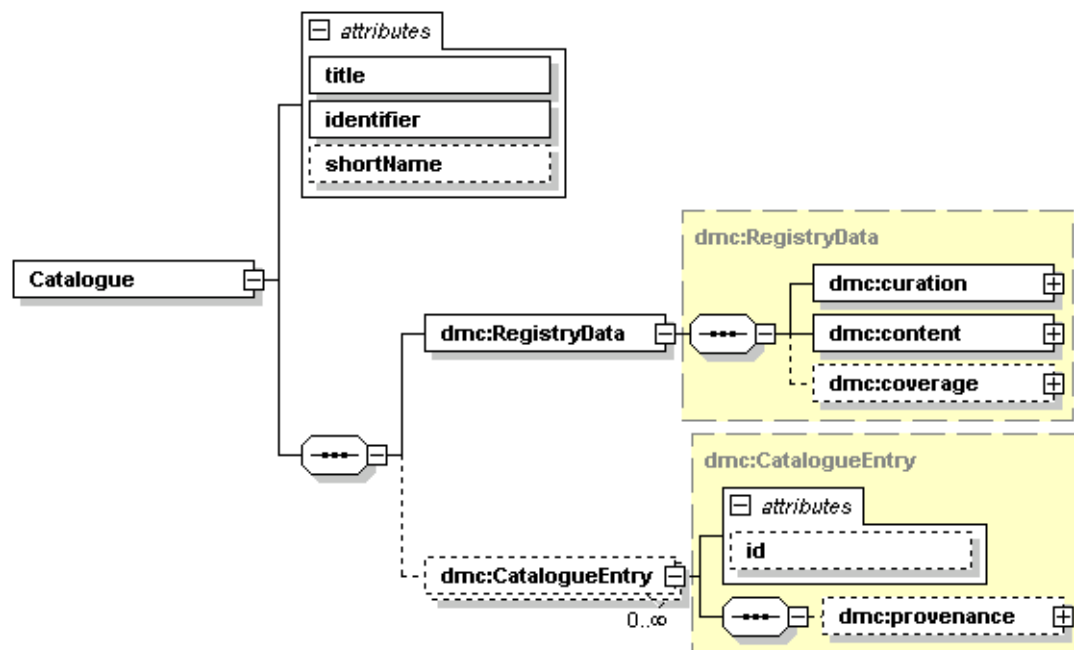 attributes
title
identifier
shortName
Catalogue
dmc:RegistryData
dmc:RegistryData
dmc:curation
dmc:content
dmc:coverage
dmc:CatalogueEntry
0..∞
dmc:CatalogueEntry
attributes
id
dmc:provenance